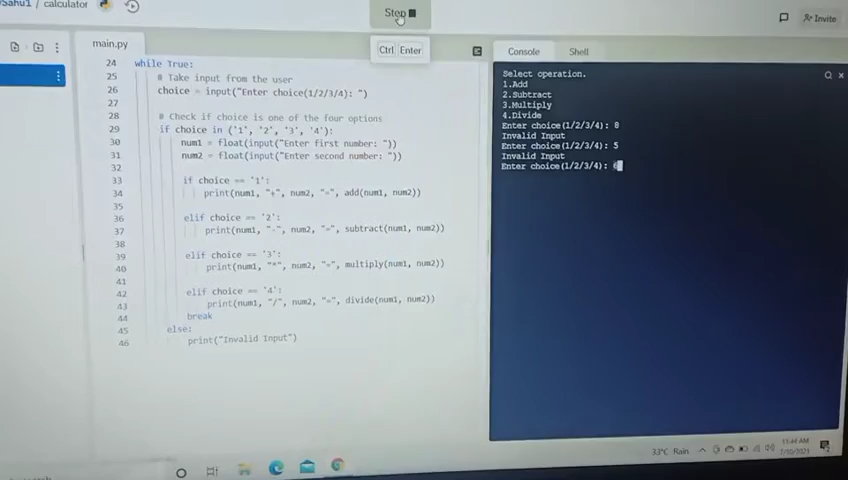 Sahu1 / calculator
Stop
Invite
Ctrl Enter
main.py
Console Shell
24 while True:
25 # Take input from the user
26 choice = input("Enter choice(1/2/3/4): ")
27
28 # Check if choice is one of the four options
29 if choice in ('1', '2', '3', '4'):
30 num1 = float(input("Enter first number: "))
31 num2 = float(input("Enter second number: "))
32
33 if choice == '1':
34 print(num1, "+", num2, "=", add(num1, num2))
35
36 elif choice == '2':
37 print(num1, "-", num2, "=", subtract(num1, num2))
38
39 elif choice == '3':
40 print(num1, "*", num2, "=", multiply(num1, num2))
41
42 elif choice == '4':
43 print(num1, "/", num2, "=", divide(num1, num2))
44 break
45 else:
46 print("Invalid Input")
Select operation.
1.Add
2.Subtract
3.Multiply
4.Divide
Enter choice(1/2/3/4): 8
Invalid Input
Enter choice(1/2/3/4): 5
Invalid Input
Enter choice(1/2/3/4):
33°C Rain
11:44 AM
7/10/2021